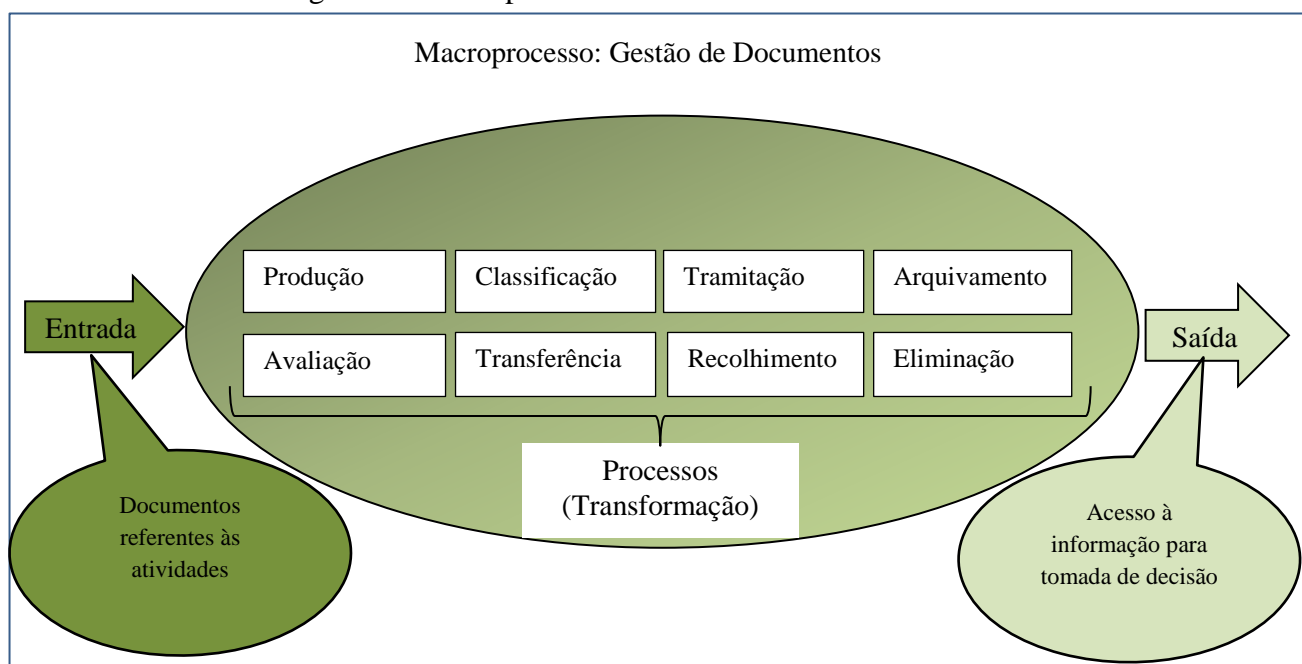 Macroprocesso: Gestão de Documentos
Produção
Classificação
Tramitação
Arquivamento
Entrada
Saída
Avaliação
Transferência
Recolhimento
Eliminação
Processos
(Transformação)
Documentos
referentes às
atividades
Acesso à
informação para
tomada de decisão